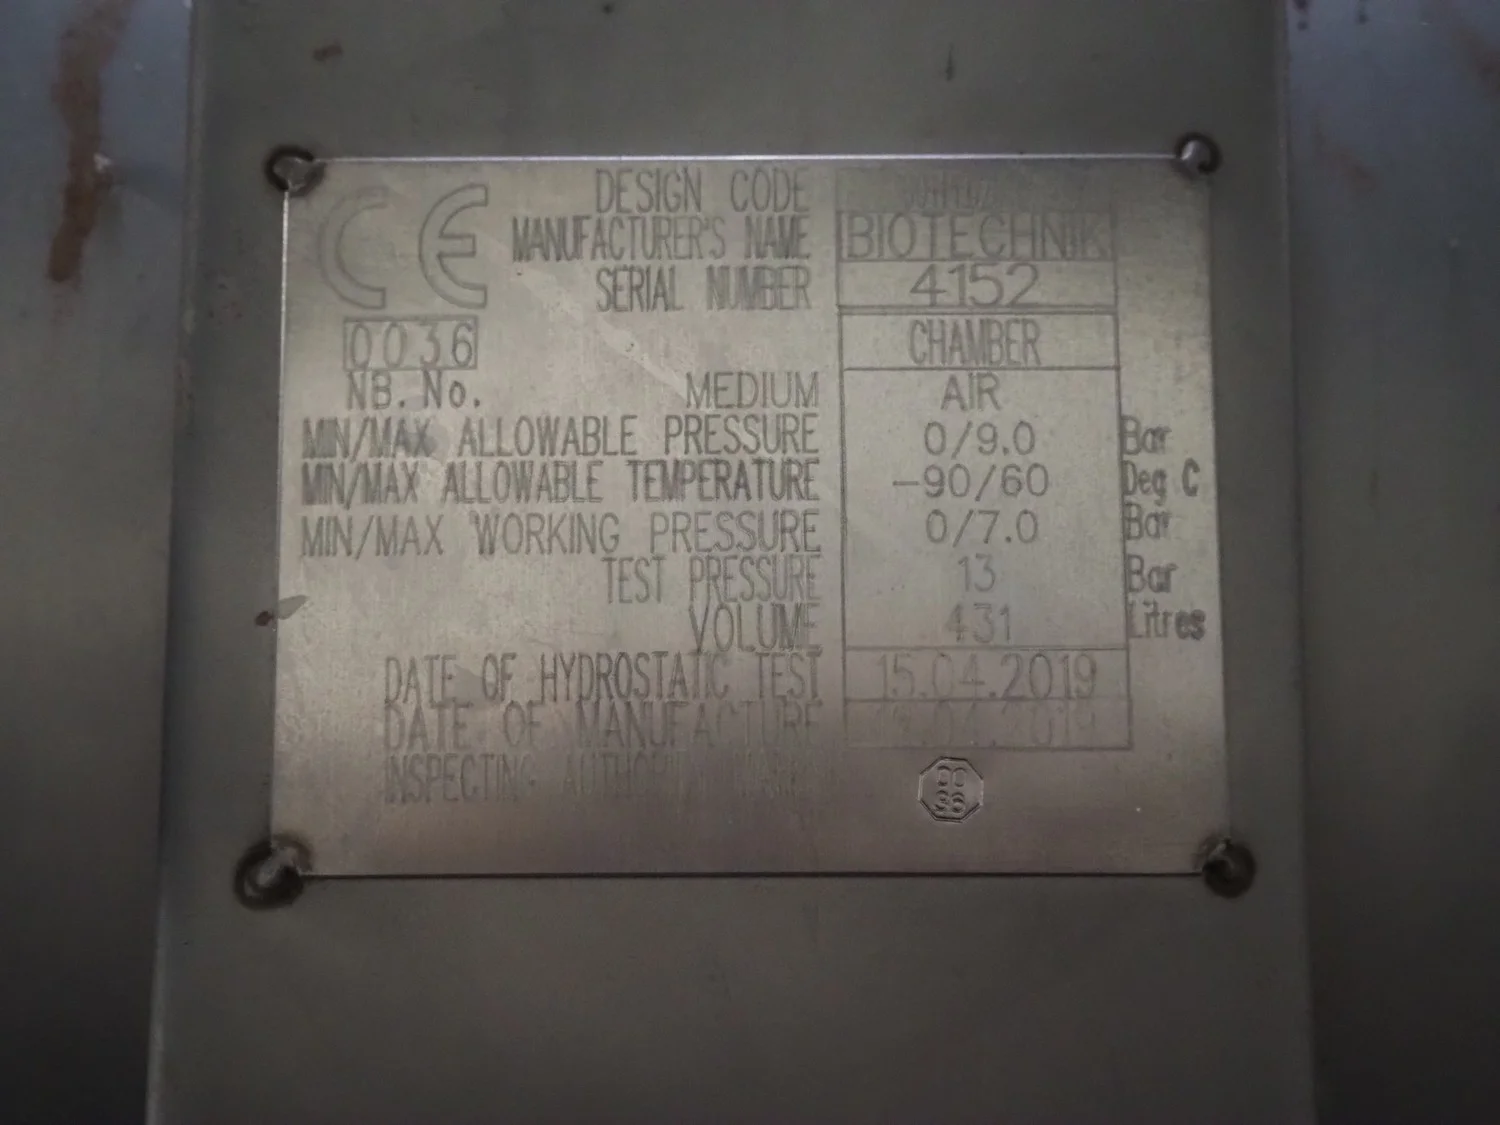 CE
DESIGN CODE
MANUFACTURER'S NAME BIOTECHNIK
SERIAL NUMBER 4152
0036
CHAMBER
NB. No.
MEDIUM AIR
MIN/MAX ALLOWABLE PRESSURE 0/9.0 Bar
MIN/MAX ALLOWABLE TEMPERATURE -90/60 Deg C
MIN/MAX WORKING PRESSURE 0/7.0 Bar
TEST PRESSURE 13 Bar
VOLUME 431 Litres
DATE OF HYDROSTATIC TEST 15.04.2019
DATE OF MANUFACTURE
INSPECTING
00
36